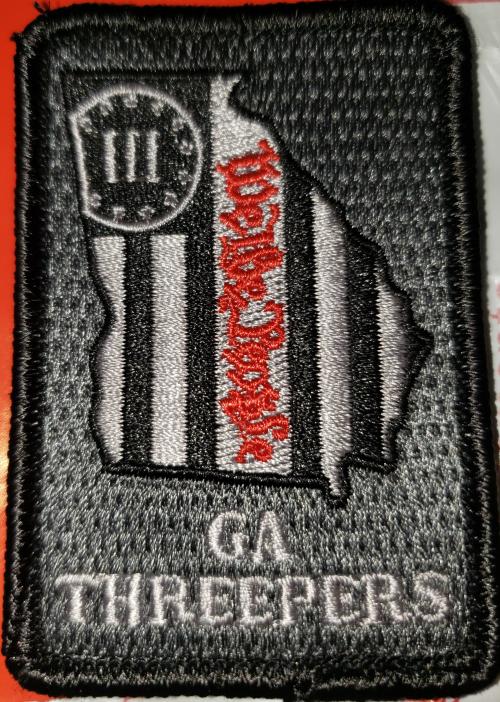 III
We The People
GA
THREEPERS